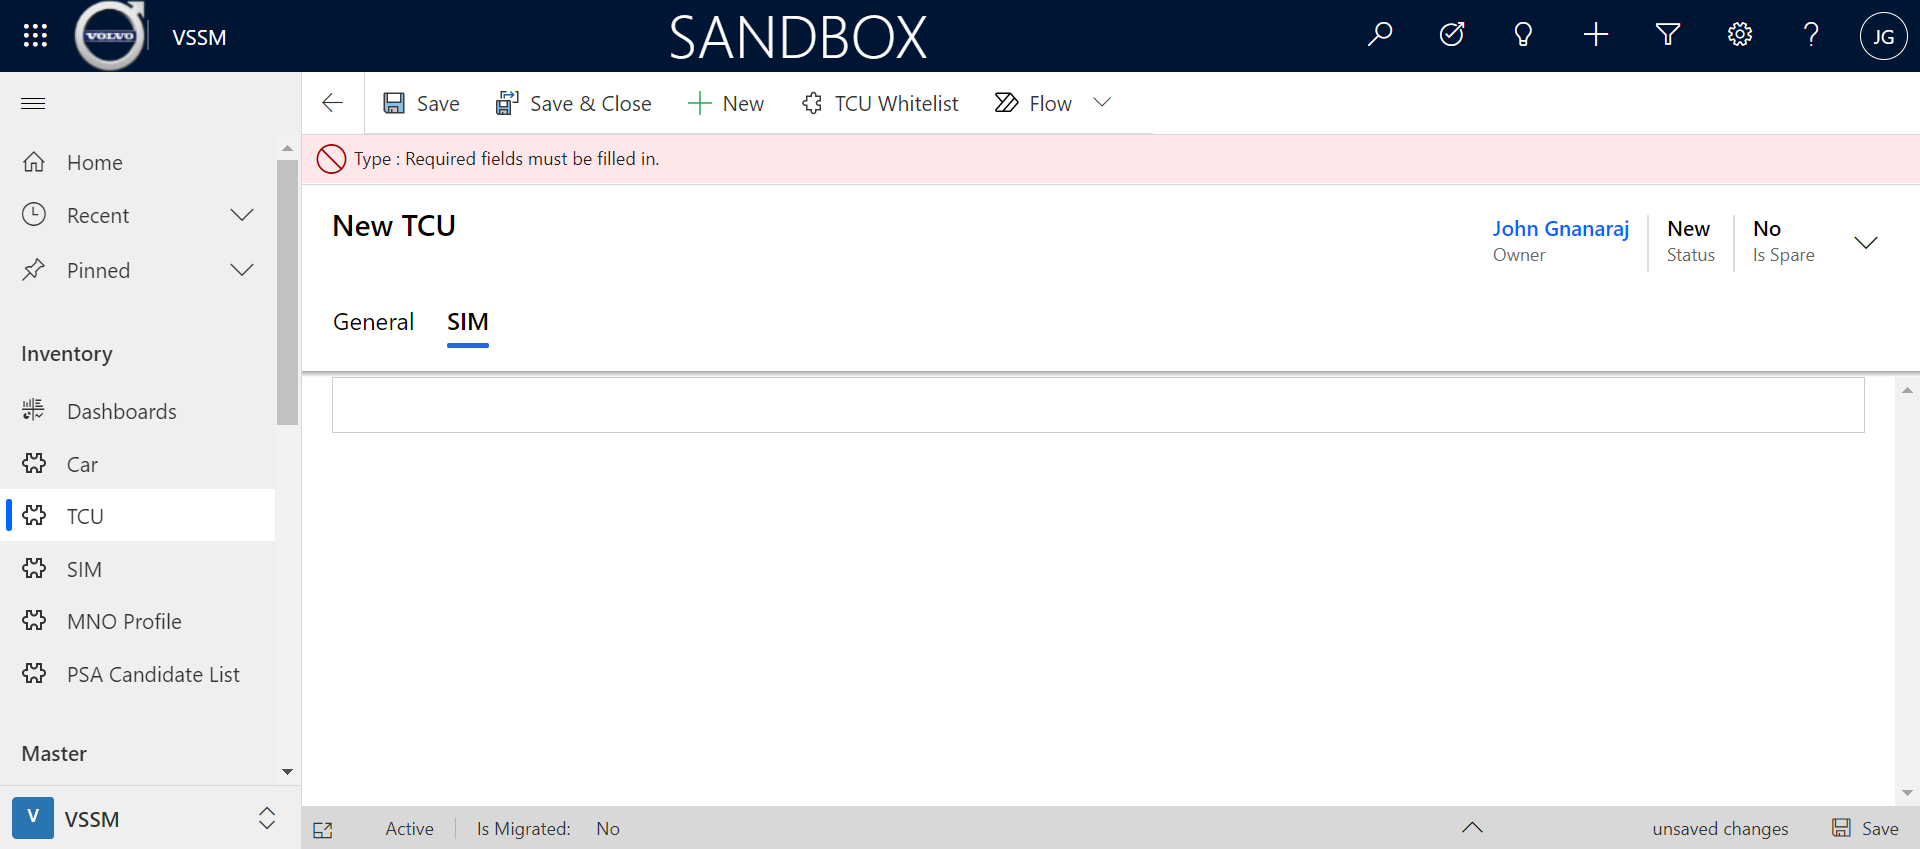 VOLVO
VSSM
SANDBOX
JG
Save
Save & Close
New
TCU Whitelist
Flow
Home
Recent
Pinned
Inventory
Dashboards
Car
TCU
SIM
MNO Profile
PSA Candidate List
Master
V
VSSM
Type : Required fields must be filled in.
New TCU
John Gnanaraj
Owner
New
Status
No
Is Spare
General
SIM
Active
Is Migrated:
No
unsaved changes
Save